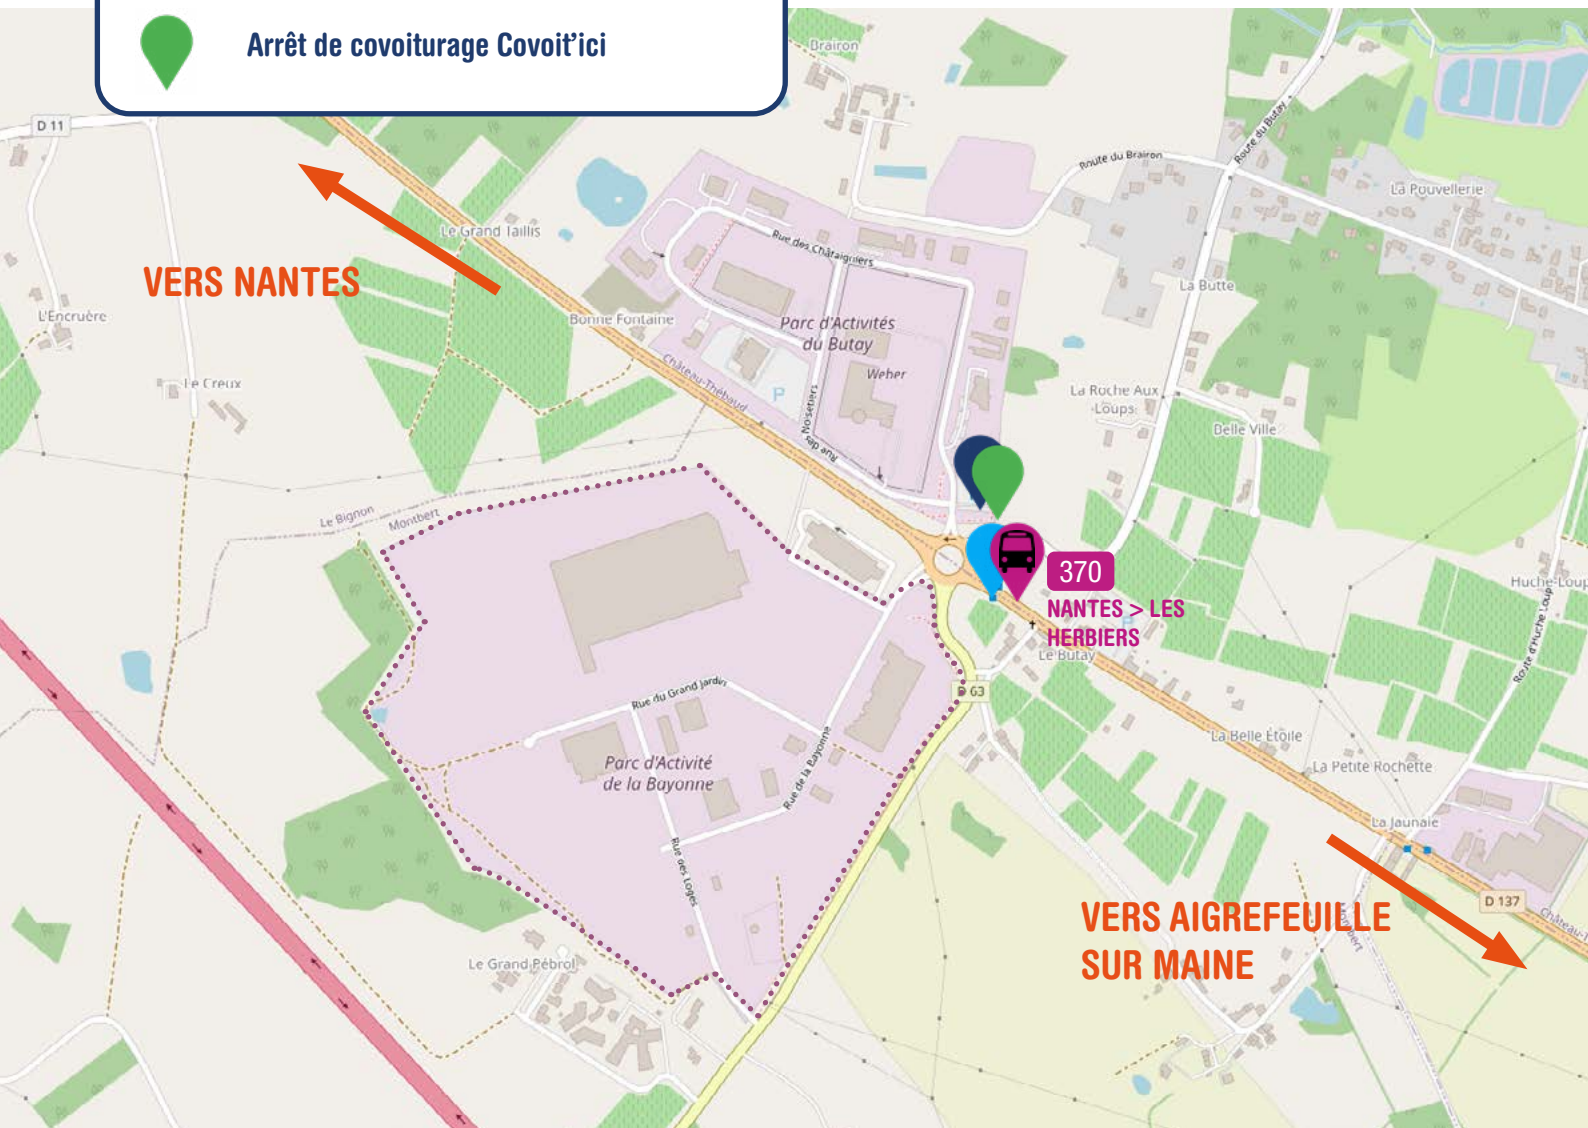 Arrêt de covoiturage Covoit'ici
Brairon
D 11
Route du Butay
Route du Brairon
La Pouvellerie
Le Grand Taillis
Rue des Châtaigniers
VERS NANTES
La Butte
L'Encruère
Bonne Fontaine
Parc d'Activités
du Butay
Château-Thébaud
Weber
Le Creux
P
La Roche Aux
Loups
Rue des Noisetiers
Belle Ville
Le Bignon
Montbert
370
NANTES > LES
HERBIERS
Huche-Loup
P
Le Butay
Route d'Huche Loup
Rue du Grand Jardin
D 63
La Belle Étoile
Parc d'Activité
de la Bayonne
Rue de la Bayonne
La Petite Rochette
La Jaunaie
Rue des Loges
D 137
VERS AIGREFEUILLE
SUR MAINE
Montbert
Le Grand Pébrol